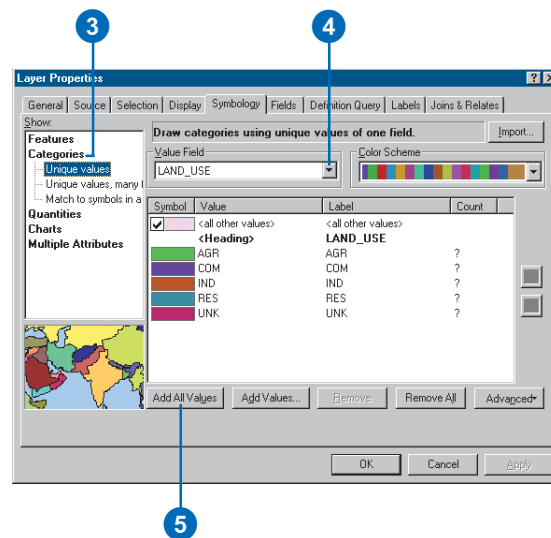 3
4
Layer Properties
General Source Selection Display Symbology Fields Definition Query Labels Joins & Relates
Show:
Features
Categories
Unique values
Unique values, many
Match to symbols in a
Quantities
Charts
Multiple Attributes
Draw categories using unique values of one field.
Import...
Value Field
LAND_USE
Color Scheme
Symbol Value Label Count
<all other values> <all other values>
<Heading> LAND_USE
AGR AGR ?
COM COM ?
IND IND ?
RES RES ?
UNK UNK ?
Add All Values Add Values... Remove Remove All Advanced
OK Cancel Apply
5